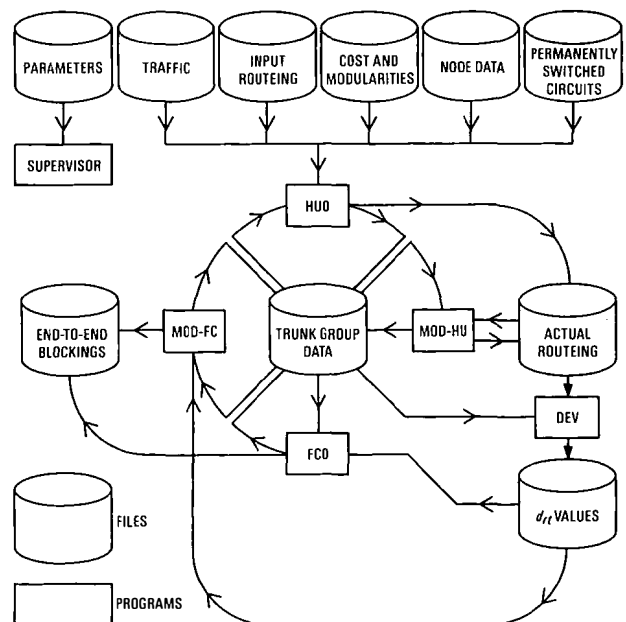 PARAMETERS
TRAFFIC
INPUT
ROUTEING
COST AND
MODULARITIES
NODE DATA
PERMANENTLY
SWITCHED
CIRCUITS
SUPERVISOR
HUO
END-TO-END
BLOCKINGS
MOD-FC
TRUNK GROUP
DATA
MOD-HU
ACTUAL
ROUTEING
DEV
FCO
drt VALUES
FILES
PROGRAMS